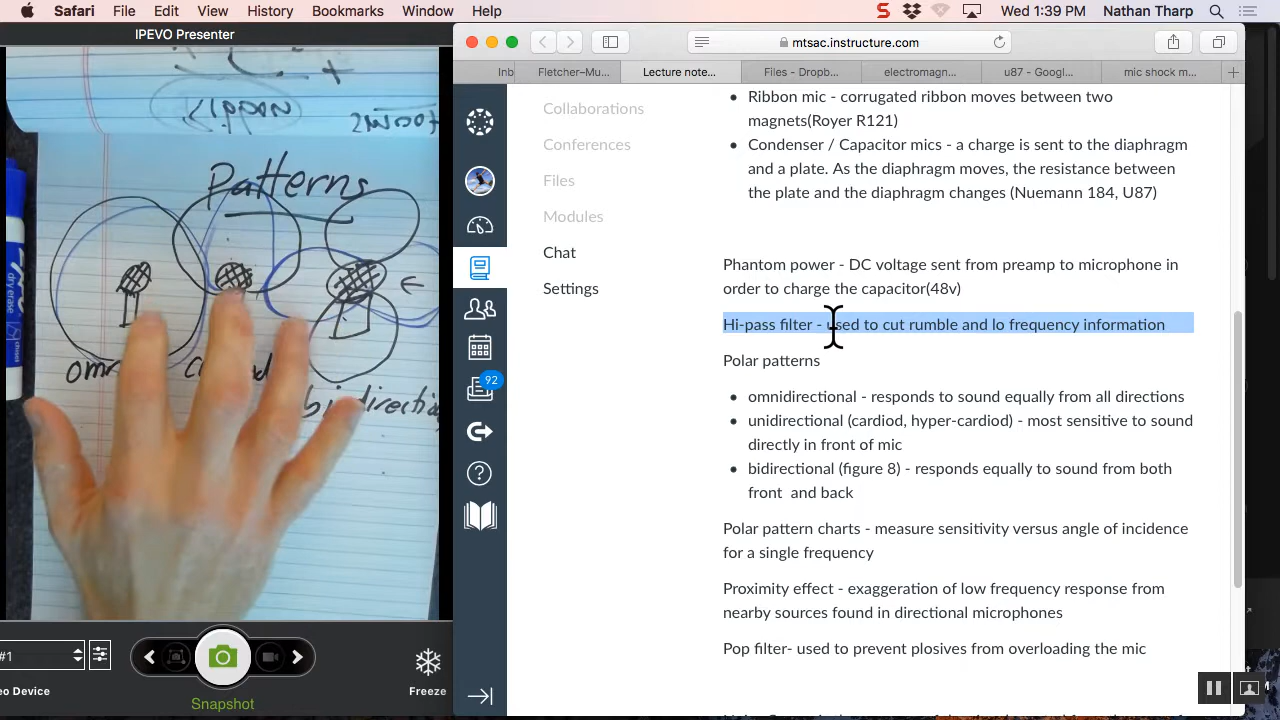 Safari File Edit View History Bookmarks Window Help
Wed 1:39 PM Nathan Tharp
IPEVO Presenter
mtsac.instructure.com
Inb
Fletcher–Mu...
Lecture note...
Files - Dropb...
electromagn...
u87 - Googl...
mic shock m...
Patterns
Snapshot
Freeze
#1
eo Device
92
Collaborations
Conferences
Files
Modules
Chat
Settings
Ribbon mic - corrugated ribbon moves between two
magnets(Royer R121)
Condenser / Capacitor mics - a charge is sent to the diaphragm
and a plate. As the diaphragm moves, the resistance between
the plate and the diaphragm changes (Nuemann 184, U87)
Phantom power - DC voltage sent from preamp to microphone in
order to charge the capacitor(48v)
Hi-pass filter - used to cut rumble and lo frequency information
Polar patterns
omnidirectional - responds to sound equally from all directions
unidirectional (cardiod, hyper-cardiod) - most sensitive to sound
directly in front of mic
bidirectional (figure 8) - responds equally to sound from both
front and back
Polar pattern charts - measure sensitivity versus angle of incidence
for a single frequency
Proximity effect - exaggeration of low frequency response from
nearby sources found in directional microphones
Pop filter- used to prevent plosives from overloading the mic